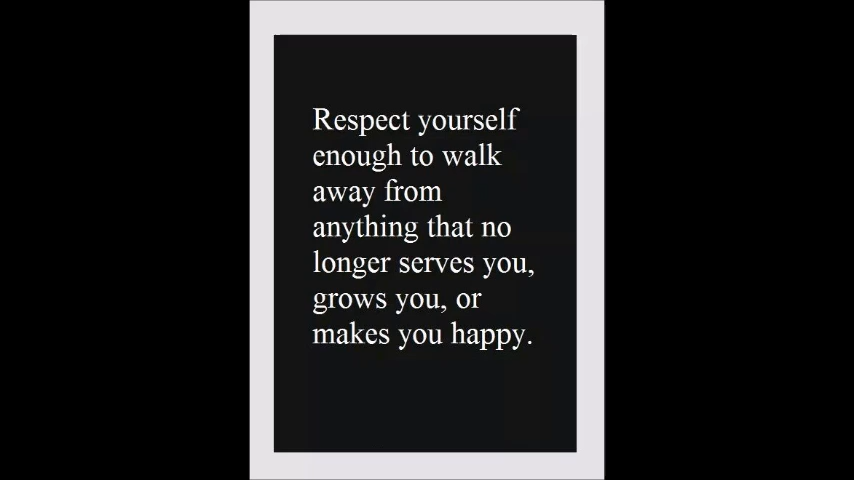 Respect yourself
enough to walk
away from
anything that no
longer serves you,
grows you, or
makes you happy.